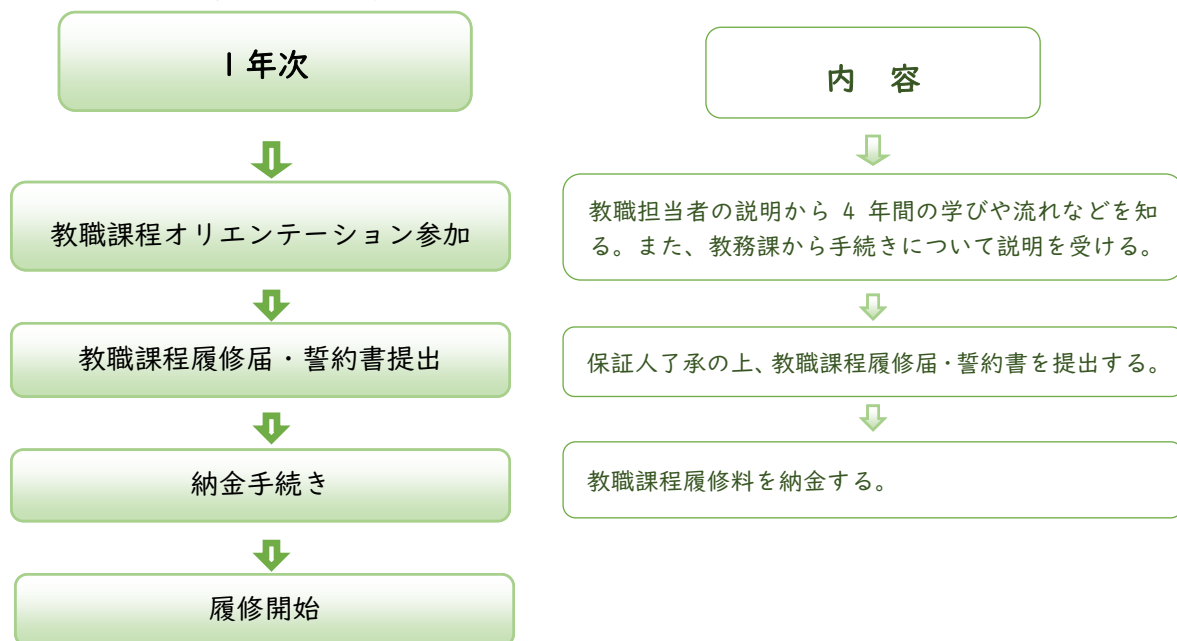 1年次
内 容
教職課程オリエンテーション参加
教職担当者の説明から 4 年間の学びや流れなどを知
る。また、教務課から手続きについて説明を受ける。
教職課程履修届・誓約書提出
保証人了承の上、教職課程履修届・誓約書を提出する。
納金手続き
教職課程履修料を納金する。
履修開始